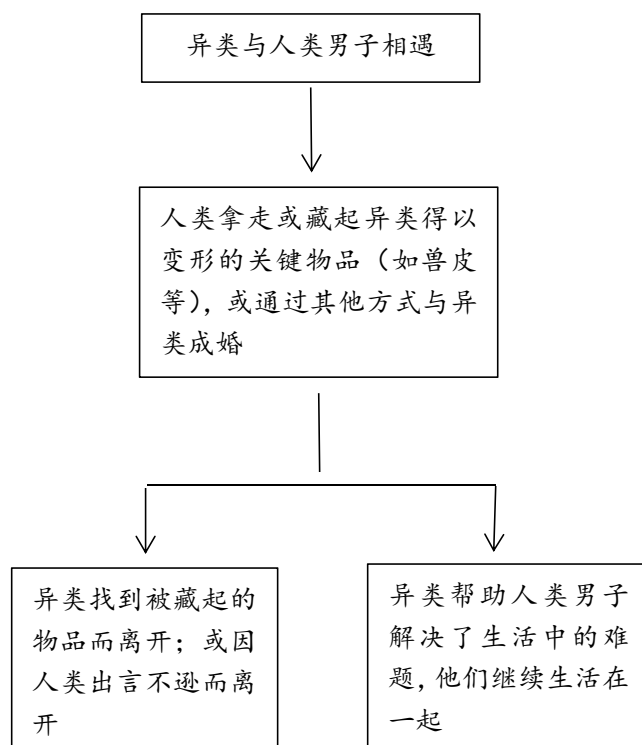 异类与人类男子相遇
人类拿走或藏起异类得以
变形的关键物品（如兽皮
等），或通过其他方式与异
类成婚
异类找到被藏起的
物品而离开；或因
人类出言不逊而离
开
异类帮助人类男子
解决了生活中的难
题，他们继续生活在
一起